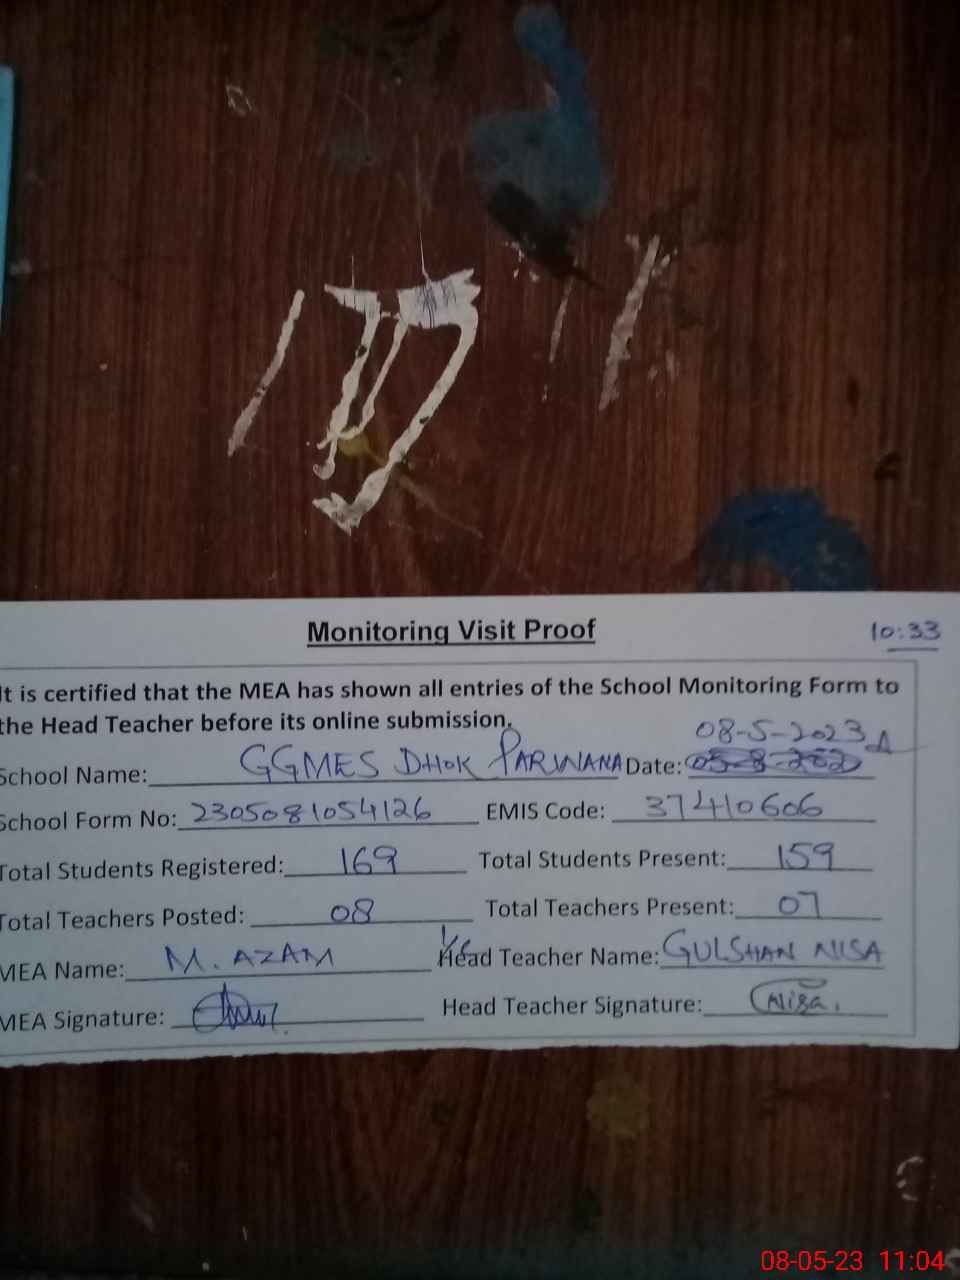 Monitoring Visit Proof
10:33
It is certified that the MEA has shown all entries of the School Monitoring Form to
the Head Teacher before its online submission.
08-5-2023
School Name: GGMES DHOK PARWANA Date:
School Form No: 2305081054126 EMIS Code: 37410606
Total Students Registered: 169 Total Students Present: 159
Total Teachers Posted: 08 Total Teachers Present: 07
MEA Name: M. AZAM Head Teacher Name: GULSHAN NISA
MEA Signature: Head Teacher Signature: Nisa.
08-05-23 11:04